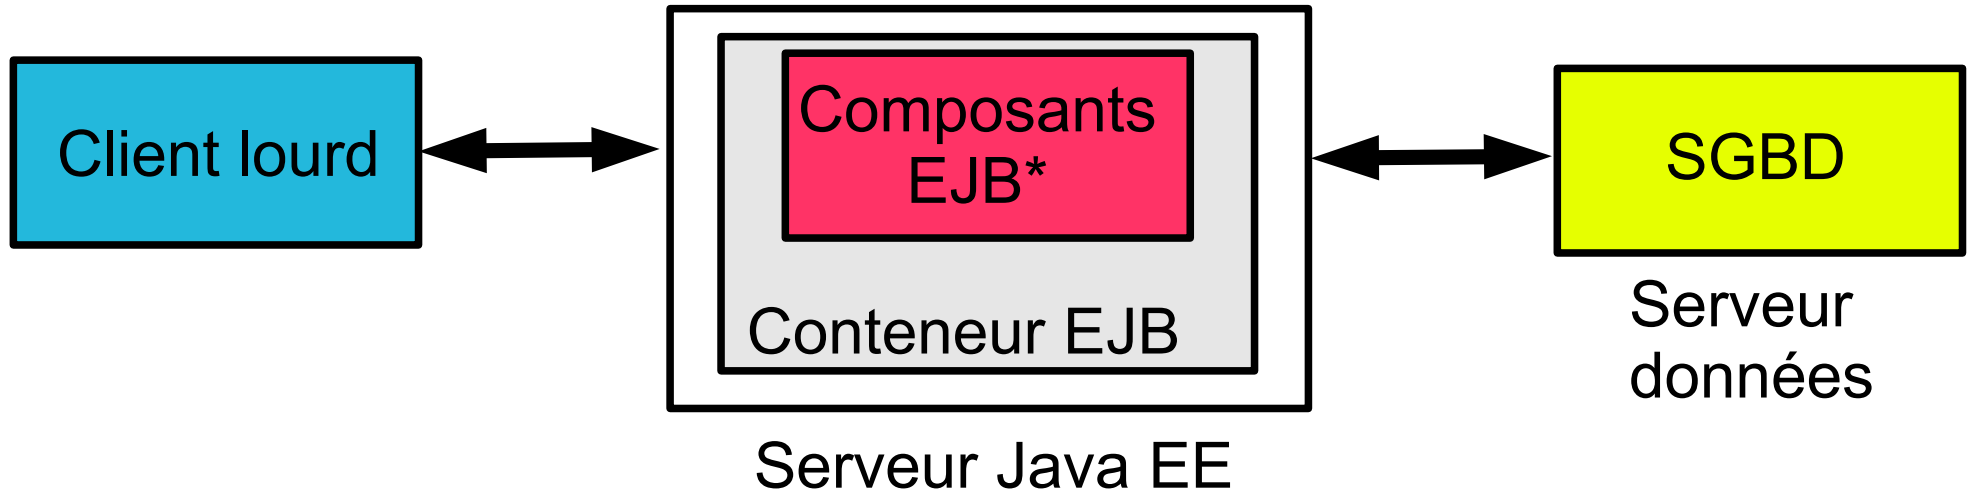 Client lourd
Composants
EJB*
Conteneur EJB
Serveur Java EE
SGBD
Serveur
données